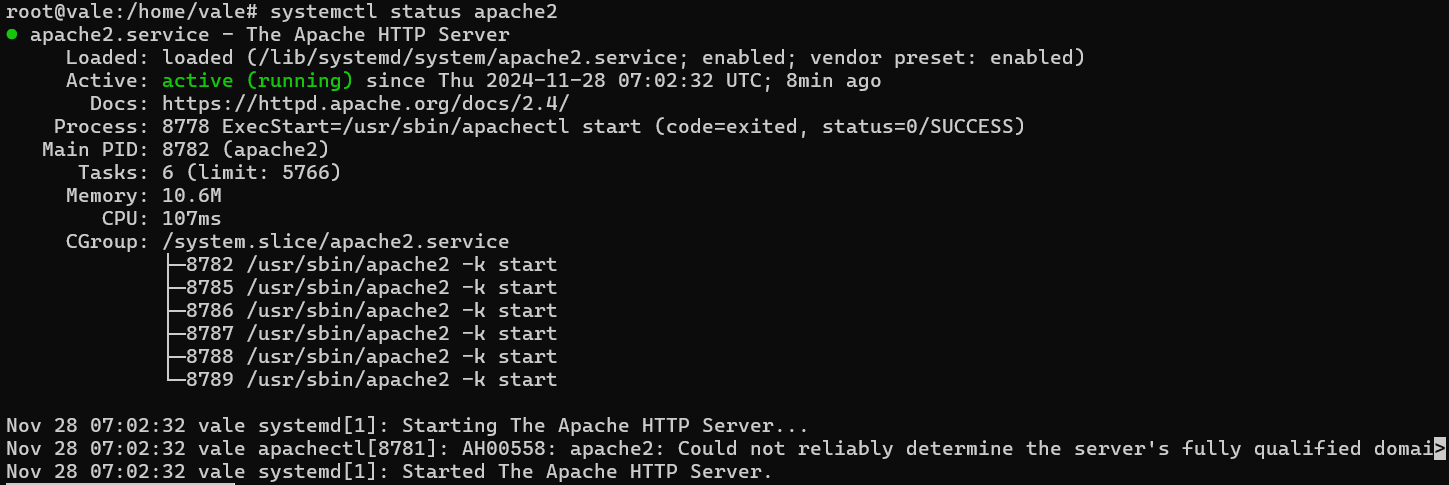 root@vale:/home/vale# systemctl status apache2
● apache2.service - The Apache HTTP Server
     Loaded: loaded (/lib/systemd/system/apache2.service; enabled; vendor preset: enabled)
     Active: active (running) since Thu 2024-11-28 07:02:32 UTC; 8min ago
       Docs: https://httpd.apache.org/docs/2.4/
    Process: 8778 ExecStart=/usr/sbin/apachectl start (code=exited, status=0/SUCCESS)
   Main PID: 8782 (apache2)
      Tasks: 6 (limit: 5766)
     Memory: 10.6M
        CPU: 107ms
     CGroup: /system.slice/apache2.service
             ├─8782 /usr/sbin/apache2 -k start
             ├─8785 /usr/sbin/apache2 -k start
             ├─8786 /usr/sbin/apache2 -k start
             ├─8787 /usr/sbin/apache2 -k start
             ├─8788 /usr/sbin/apache2 -k start
             └─8789 /usr/sbin/apache2 -k start

Nov 28 07:02:32 vale systemd[1]: Starting The Apache HTTP Server...
Nov 28 07:02:32 vale apachectl[8781]: AH00558: apache2: Could not reliably determine the server's fully qualified domai>
Nov 28 07:02:32 vale systemd[1]: Started The Apache HTTP Server.